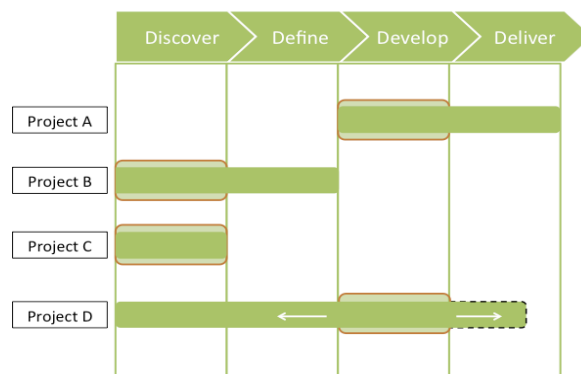 Discover Define Develop Deliver
Project A
Project B
Project C
Project D